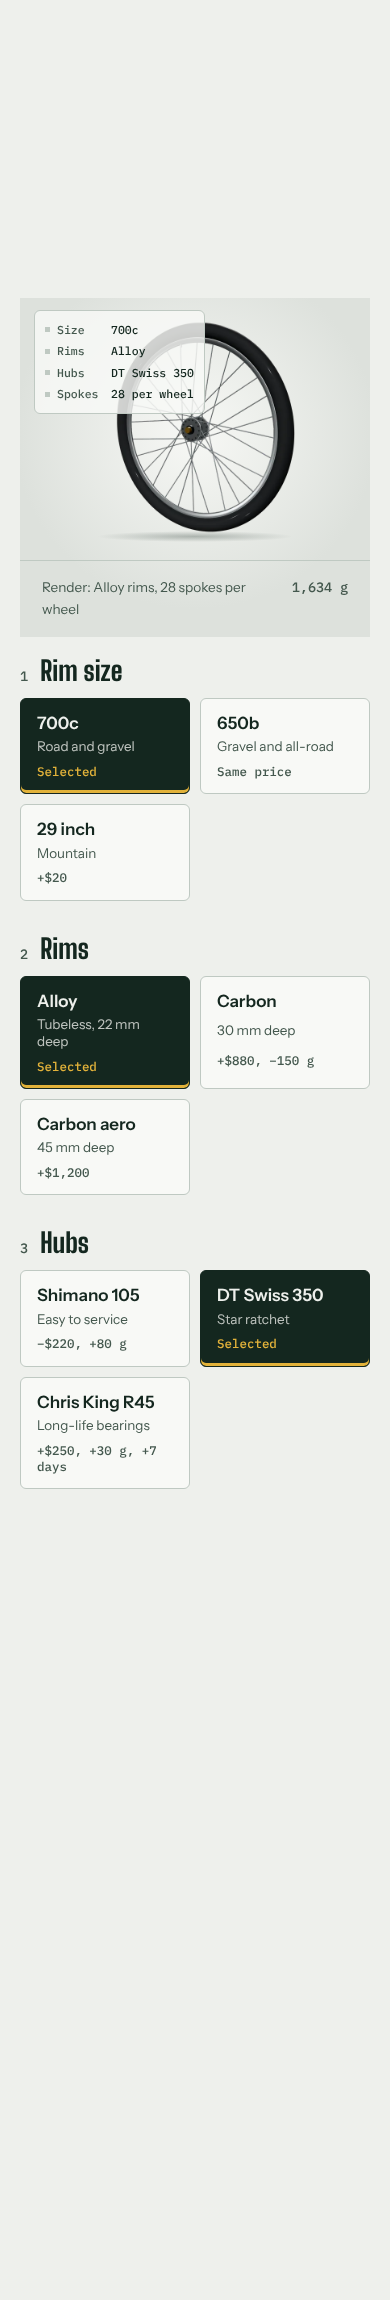 Size 700c
Rims Alloy
Hubs DT Swiss 350
Spokes 28 per wheel
Render: Alloy rims, 28 spokes per wheel
1,634 g
1 Rim size
700c
Road and gravel
Selected
650b
Gravel and all-road
Same price
29 inch
Mountain
+$20
2 Rims
Alloy
Tubeless, 22 mm
deep
Selected
Carbon
30 mm deep
+$880, −150 g
Carbon aero
45 mm deep
+$1,200
3 Hubs
Shimano 105
Easy to service
−$220, +80 g
DT Swiss 350
Star ratchet
Selected
Chris King R45
Long-life bearings
+$250, +30 g, +7
days